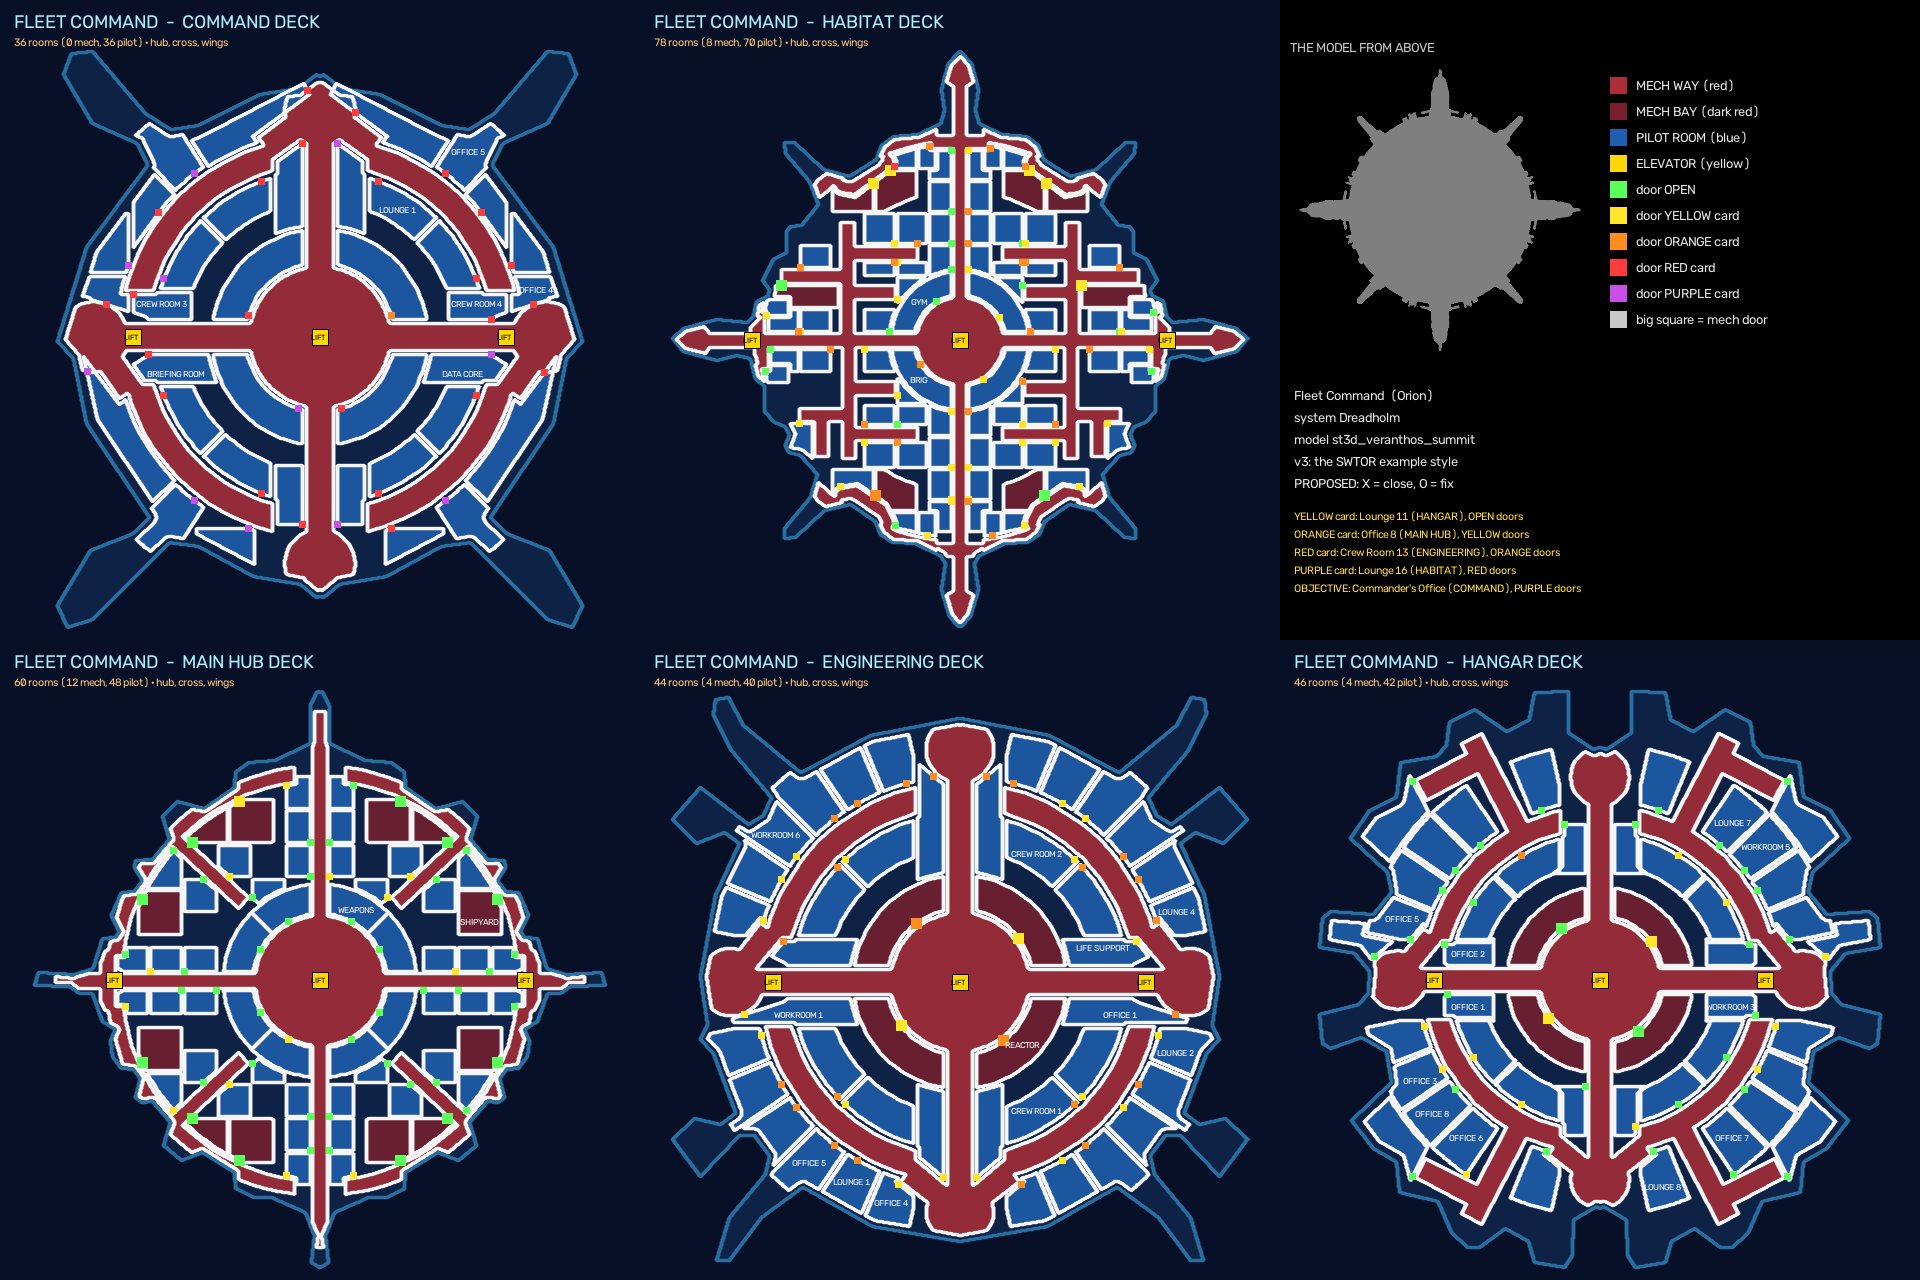 FLEET COMMAND - COMMAND DECK
36 rooms (0 mech, 36 pilot) • hub, cross, wings
OFFICE 5
LOUNGE 1
OFFICE 4
CREW ROOM 3
CREW ROOM 4
LIFT
LIFT
LIFT
BRIEFING ROOM
DATA CORE
FLEET COMMAND - HABITAT DECK
78 rooms (8 mech, 70 pilot) • hub, cross, wings
GYM
LIFT
LIFT
LIFT
BRIG
THE MODEL FROM ABOVE
MECH WAY (red)
MECH BAY (dark red)
PILOT ROOM (blue)
ELEVATOR (yellow)
door OPEN
door YELLOW card
door ORANGE card
door RED card
door PURPLE card
big square = mech door
Fleet Command (Orion)
system Dreadholm
model st3d_veranthos_summit
v3: the SWTOR example style
PROPOSED: X = close, O = fix
YELLOW card: Lounge 11 (HANGAR), OPEN doors
ORANGE card: Office 8 (MAIN HUB), YELLOW doors
RED card: Crew Room 13 (ENGINEERING), ORANGE doors
PURPLE card: Lounge 16 (HABITAT), RED doors
OBJECTIVE: Commander's Office (COMMAND), PURPLE doors
FLEET COMMAND - MAIN HUB DECK
60 rooms (12 mech, 48 pilot) • hub, cross, wings
WEAPONS
SHIPYARD
LIFT
LIFT
LIFT
FLEET COMMAND - ENGINEERING DECK
44 rooms (4 mech, 40 pilot) • hub, cross, wings
WORKROOM 6
CREW ROOM 2
LOUNGE 4
LIFE SUPPORT
LIFT
LIFT
LIFT
WORKROOM 1
OFFICE 1
REACTOR
LOUNGE 2
CREW ROOM 1
OFFICE 5
LOUNGE 1
OFFICE 4
FLEET COMMAND - HANGAR DECK
46 rooms (4 mech, 42 pilot) • hub, cross, wings
LOUNGE 7
WORKROOM 5
OFFICE 5
OFFICE 2
LIFT
LIFT
LIFT
OFFICE 1
WORKROOM 3
OFFICE 3
OFFICE 8
OFFICE 6
OFFICE 7
LOUNGE 8